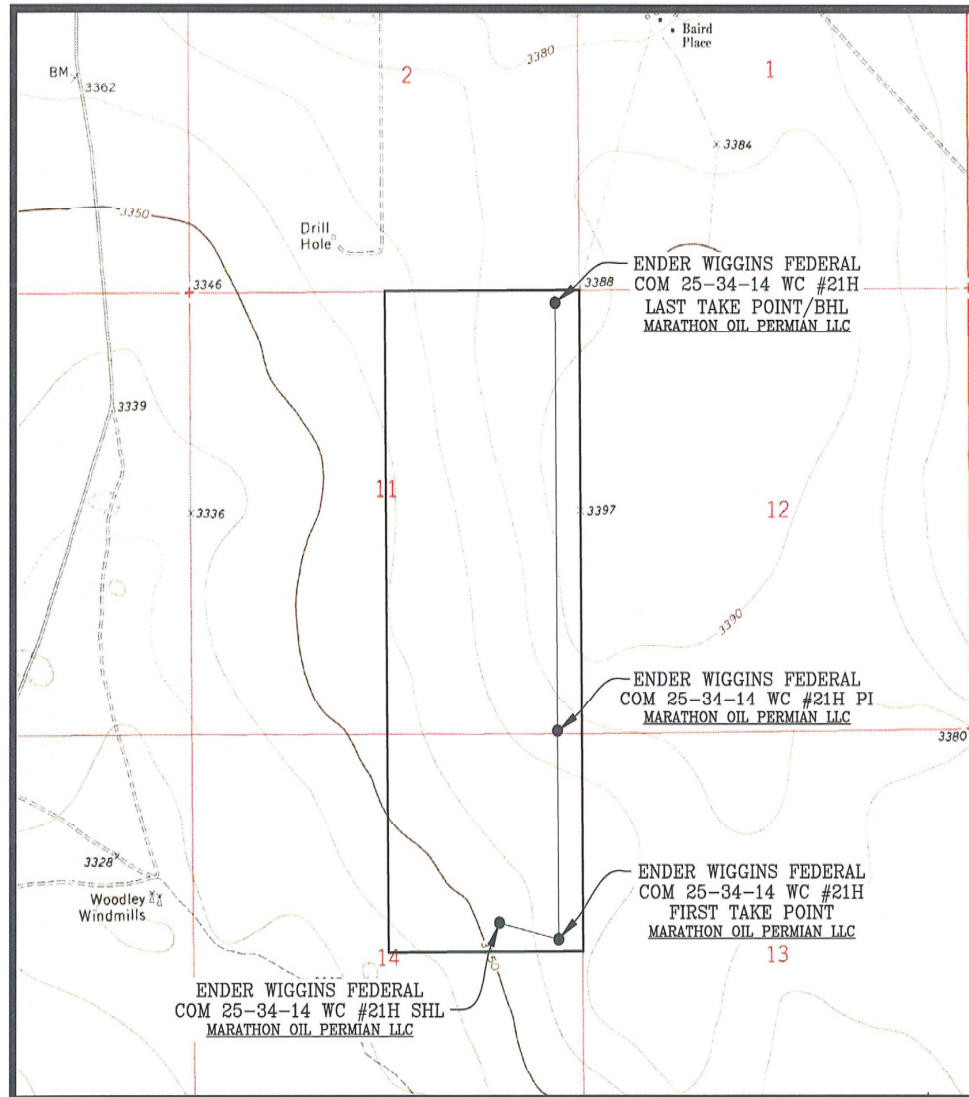 Baird
Place
3380
2
1
BM
3362
3384
3350
Drill
Hole
ENDER WIGGINS FEDERAL
COM 25-34-14 WC #21H
LAST TAKE POINT/BHL
MARATHON OIL PERMIAN LLC
3346
3388
3339
11
3336
3397
12
3390
ENDER WIGGINS FEDERAL
COM 25-34-14 WC #21H PI
MARATHON OIL PERMIAN LLC
3380
3328
Woodley
Windmills
ENDER WIGGINS FEDERAL
COM 25-34-14 WC #21H
FIRST TAKE POINT
MARATHON OIL PERMIAN LLC
14
13
ENDER WIGGINS FEDERAL
COM 25-34-14 WC #21H SHL
MARATHON OIL PERMIAN LLC